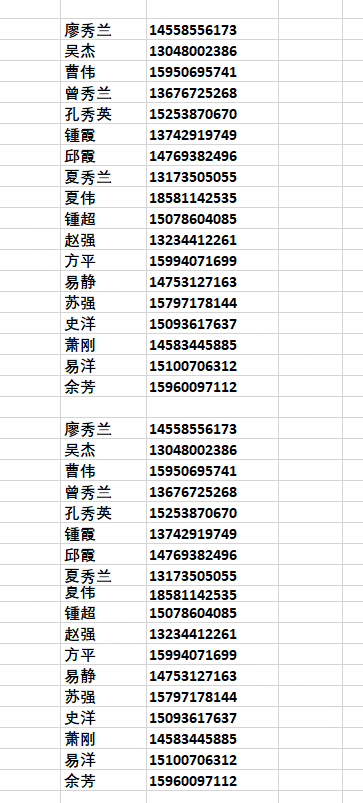 廖秀兰 14558556173
吴杰 13048002386
曹伟 15950695741
曾秀兰 13676725268
孔秀英 15253870670
锺霞 13742919749
邱霞 14769382496
夏秀兰 13173505055
夏伟 18581142535
锺超 15078604085
赵强 13234412261
方平 15994071699
易静 14753127163
苏强 15797178144
史洋 15093617637
萧刚 14583445885
易洋 15100706312
余芳 15960097112
廖秀兰 14558556173
吴杰 13048002386
曹伟 15950695741
曾秀兰 13676725268
孔秀英 15253870670
锺霞 13742919749
邱霞 14769382496
夏秀兰 13173505055
夏伟 18581142535
锺超 15078604085
赵强 13234412261
方平 15994071699
易静 14753127163
苏强 15797178144
史洋 15093617637
萧刚 14583445885
易洋 15100706312
余芳 15960097112